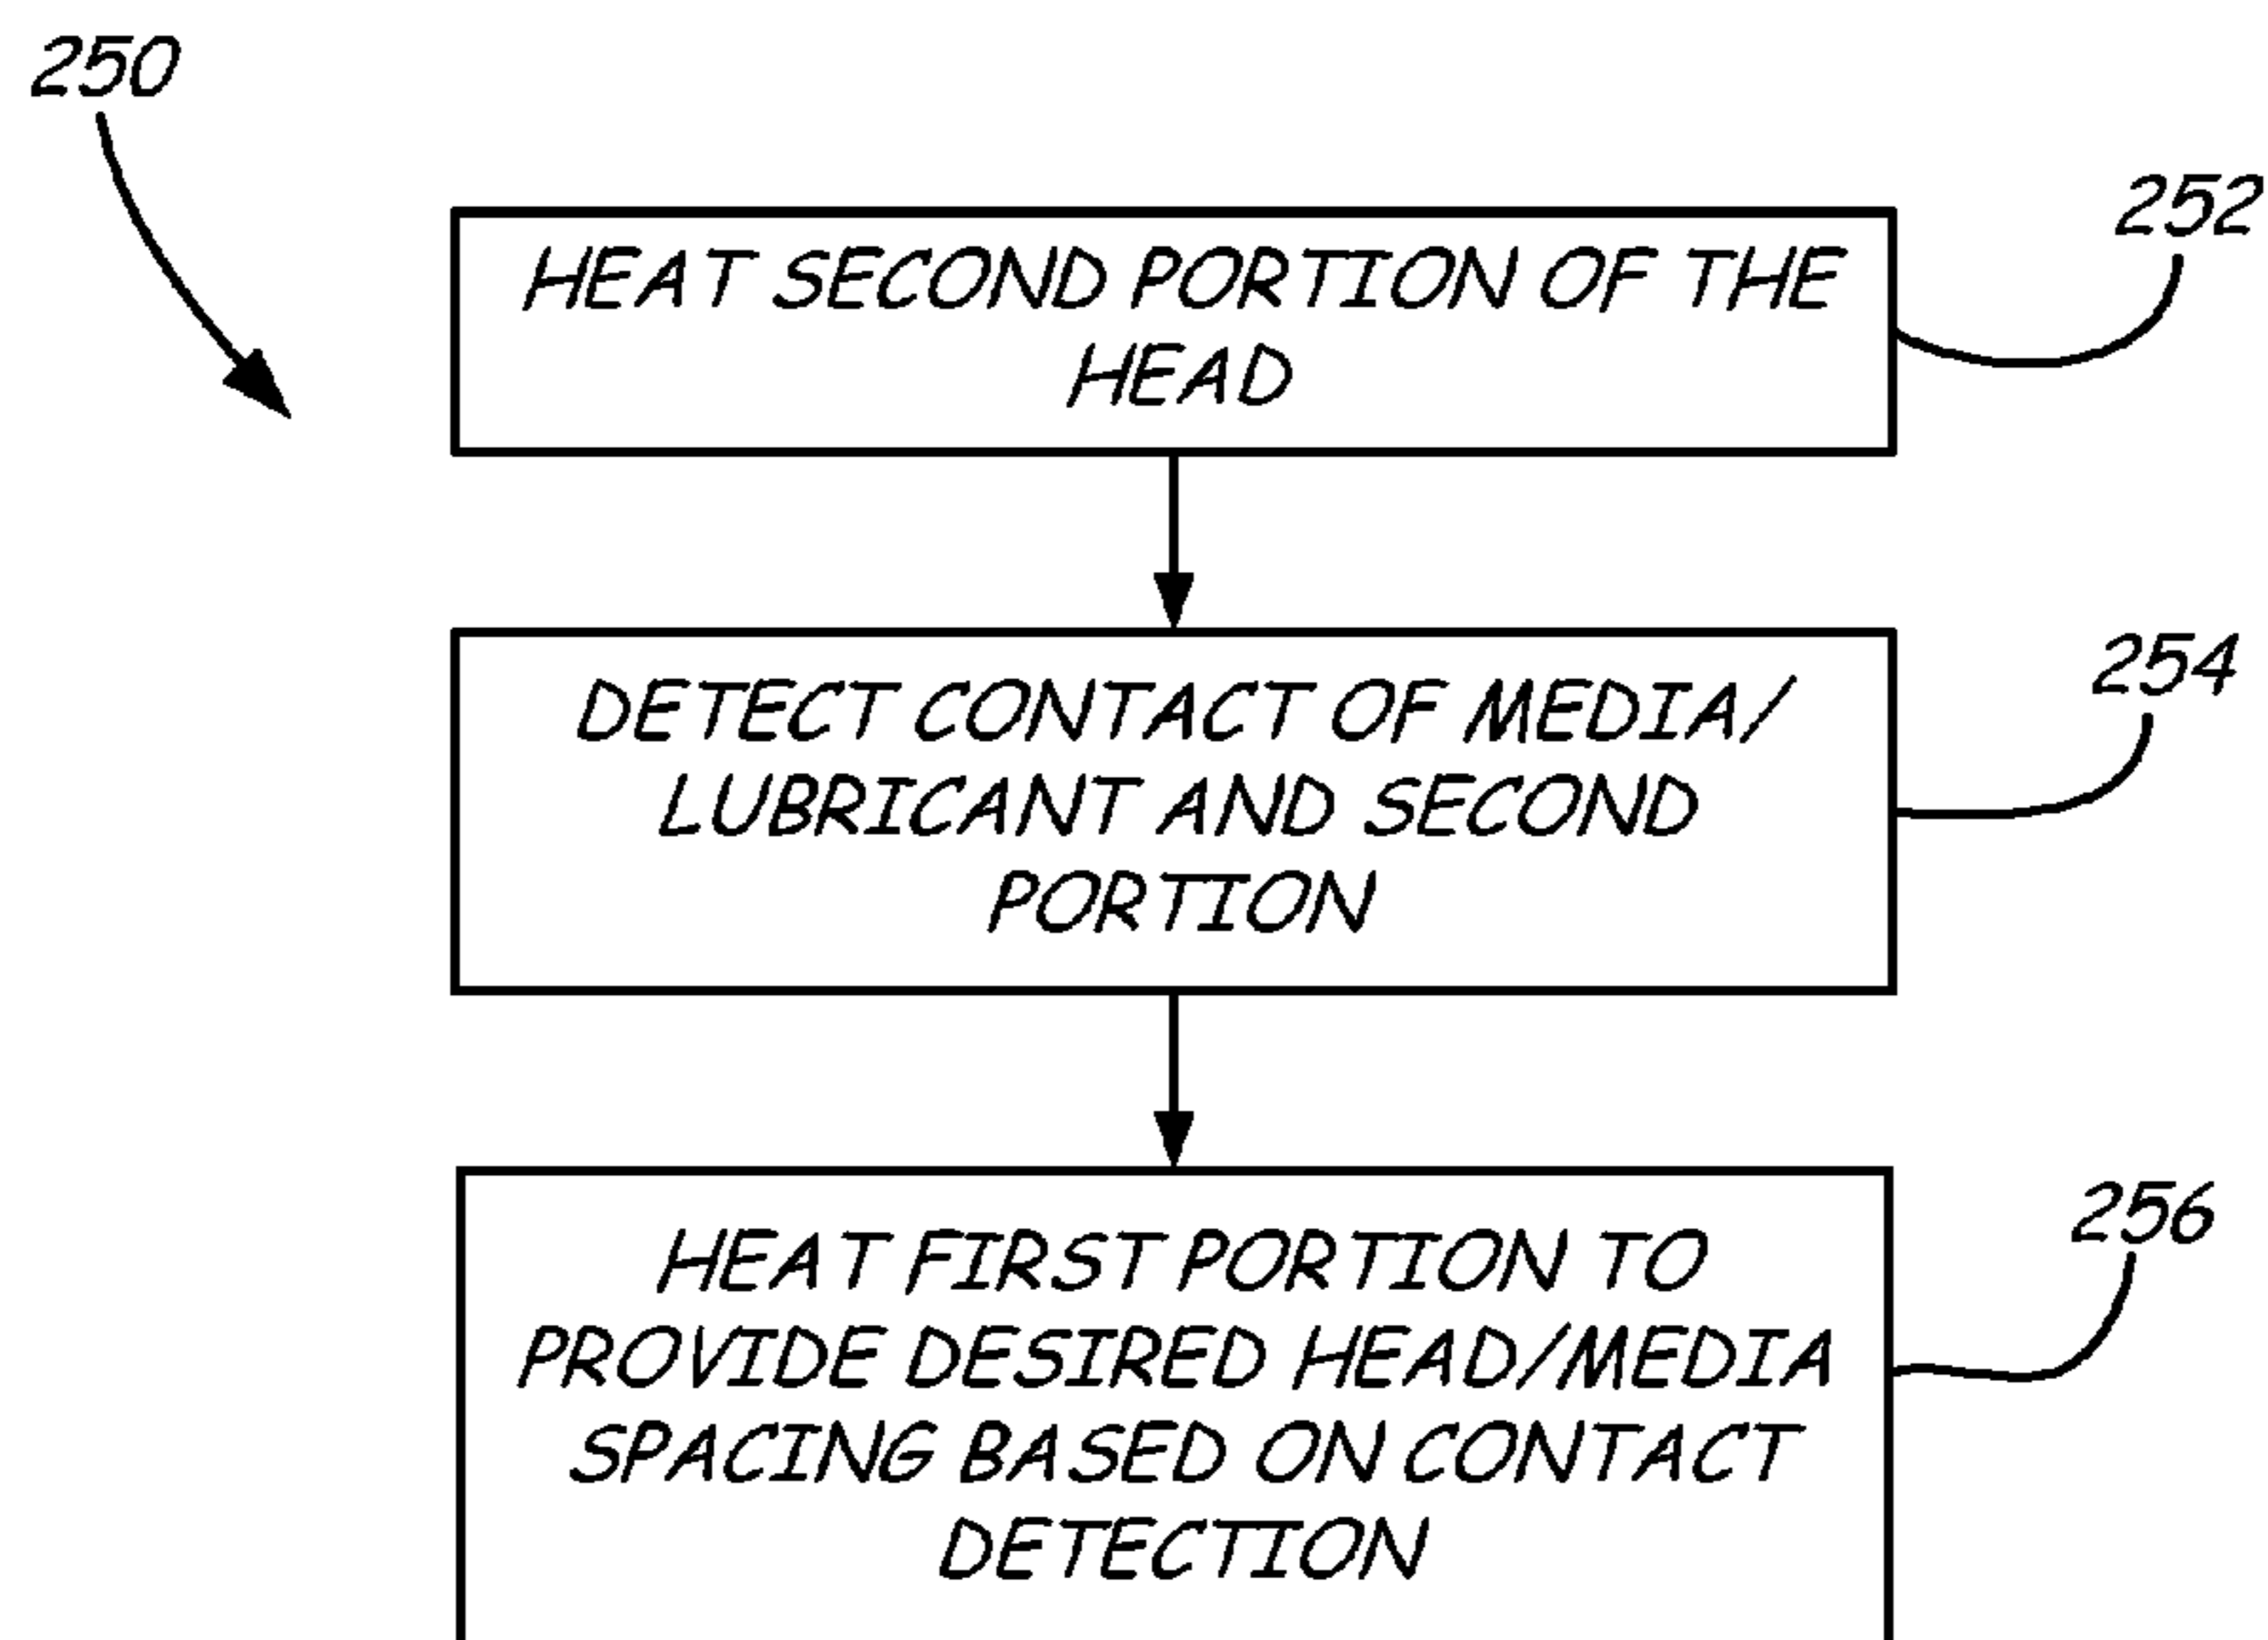 250
252
HEAT SECOND PORTION OF THE
HEAD
254
DETECT CONTACT OF MEDIA/
LUBRICANT AND SECOND
PORTION
256
HEAT FIRST PORTION TO
PROVIDE DESIRED HEAD/MEDIA
SPACING BASED ON CONTACT
DETECTION